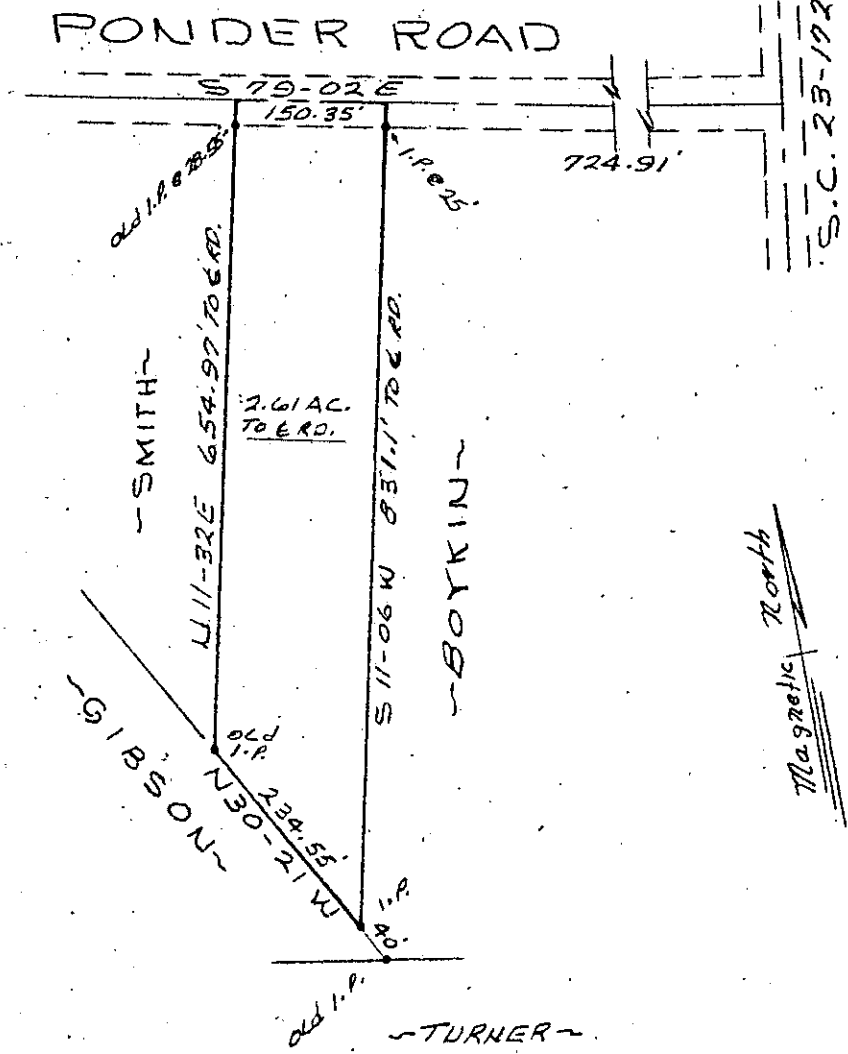 PONDER ROAD
S.C. 23-172
S 79-02 E
150.35'
724.91'
OLD I.P. @ 28.55'
I.P. @ 25'
N 11-32 E 654.97' TO ℄ RD.
~SMITH~
2.61 AC.
TO ℄ RD.
S 11-06 W 831.1' TO ℄ RD.
~BOYKIN~
Magnetic North
~GIBSON~
OLD
I.P.
234.55'
N 30-21 W
I.P.
40'
Old I.P.
~TURNER~